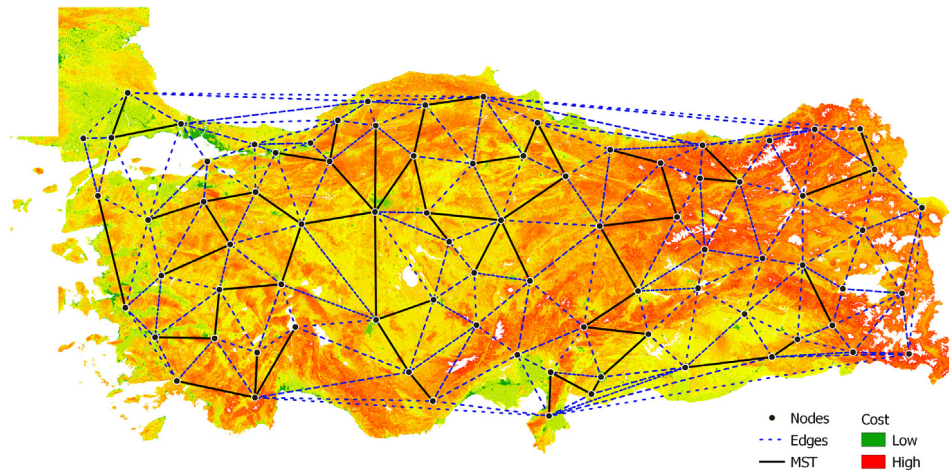 Nodes
Edges
MST
Cost
Low
High